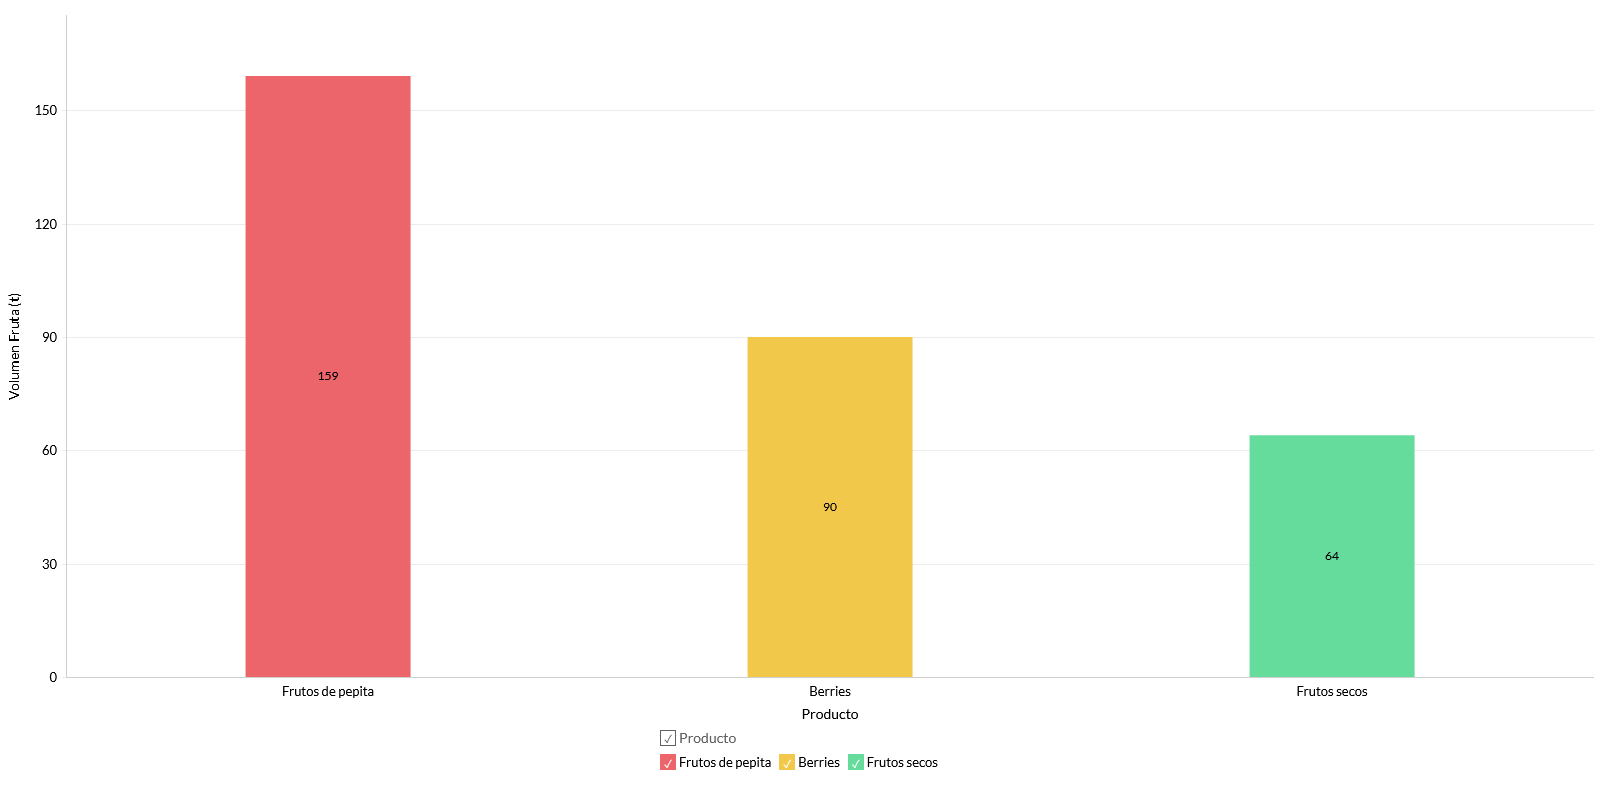 150
120
90
60
30
0
Volumen Fruta (t)
159
90
64
Frutos de pepita
Berries
Frutos secos
Producto
Producto
Frutos de pepita Berries Frutos secos